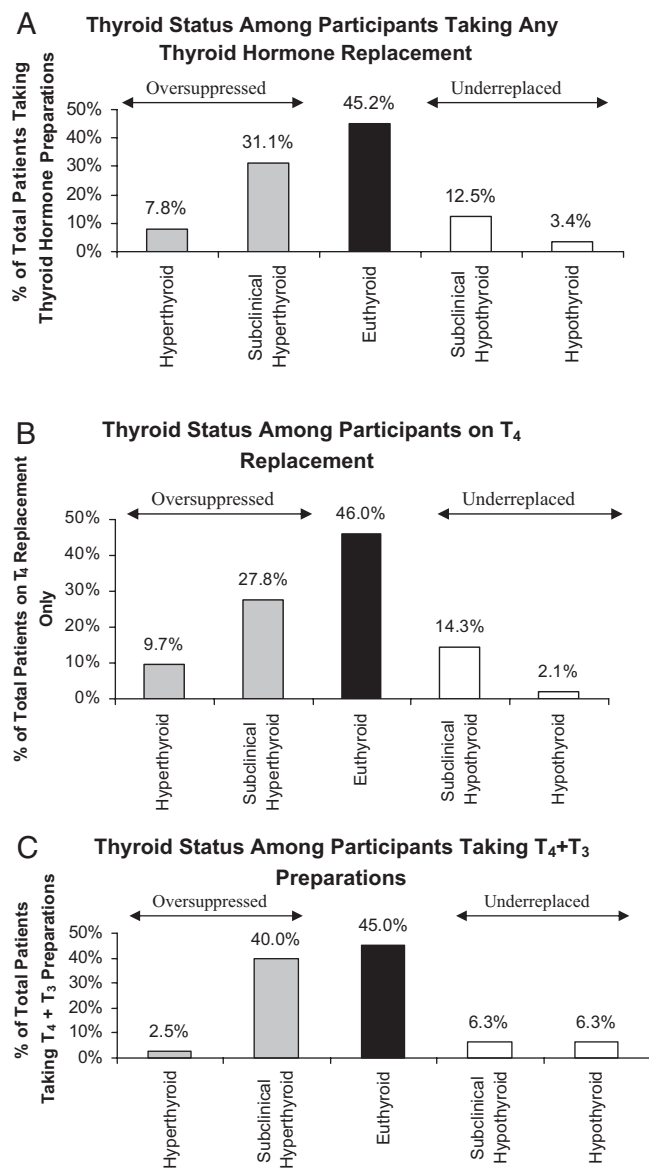 A
Thyroid Status Among Participants Taking Any
Thyroid Hormone Replacement
% of Total Patients Taking
Thyroid Hormone Preparations
Oversuppressed
Underreplaced
50%
40%
30%
20%
10%
0%
7.8%
31.1%
45.2%
12.5%
3.4%
Hyperthyroid
Subclinical
Hyperthyroid
Euthyroid
Subclinical
Hypothyroid
Hypothyroid
B
Thyroid Status Among Participants on T₄
Replacement
% of Total Patients on T₄ Replacement
Only
Oversuppressed
Underreplaced
50%
40%
30%
20%
10%
0%
9.7%
27.8%
46.0%
14.3%
2.1%
Hyperthyroid
Subclinical
Hyperthyroid
Euthyroid
Subclinical
Hypothyroid
Hypothyroid
C
Thyroid Status Among Participants Taking T₄+T₃
Preparations
% of Total Patients
Taking T₄ + T₃ Preparations
Oversuppressed
Underreplaced
50%
40%
30%
20%
10%
0%
2.5%
40.0%
45.0%
6.3%
6.3%
Hyperthyroid
Subclinical
Hyperthyroid
Euthyroid
Subclinical
Hypothyroid
Hypothyroid